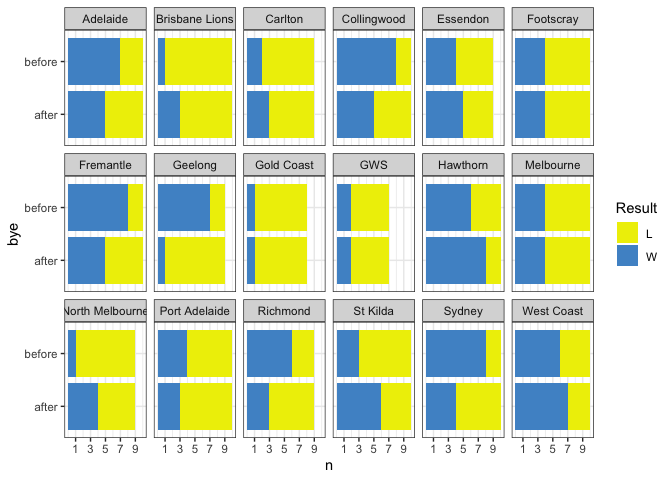 Adelaide Brisbane Lions Carlton Collingwood Essendon Footscray
before
after
Fremantle Geelong Gold Coast GWS Hawthorn Melbourne
before
after
North Melbourne Port Adelaide Richmond St Kilda Sydney West Coast
before
after
1 3 5 7 9 1 3 5 7 9 1 3 5 7 9 1 3 5 7 9 1 3 5 7 9 1 3 5 7 9
n
bye
Result
L
W